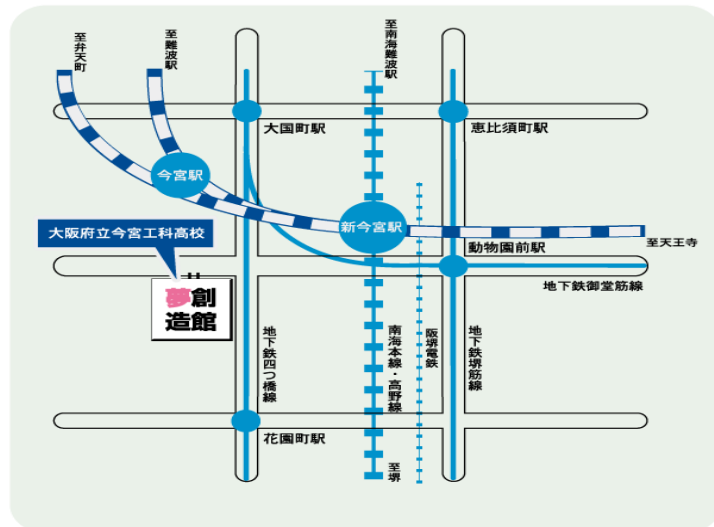 至弁天町
至難波駅
至南海難波駅
大国町駅
恵比須町駅
今宮駅
新今宮駅
大阪府立今宮工科高校
動物園前駅
至天王寺
地下鉄御堂筋線
夢創
造館
地下鉄四つ橋線
南海本線・高野線
阪堺電鉄
地下鉄堺筋線
花園町駅
至堺